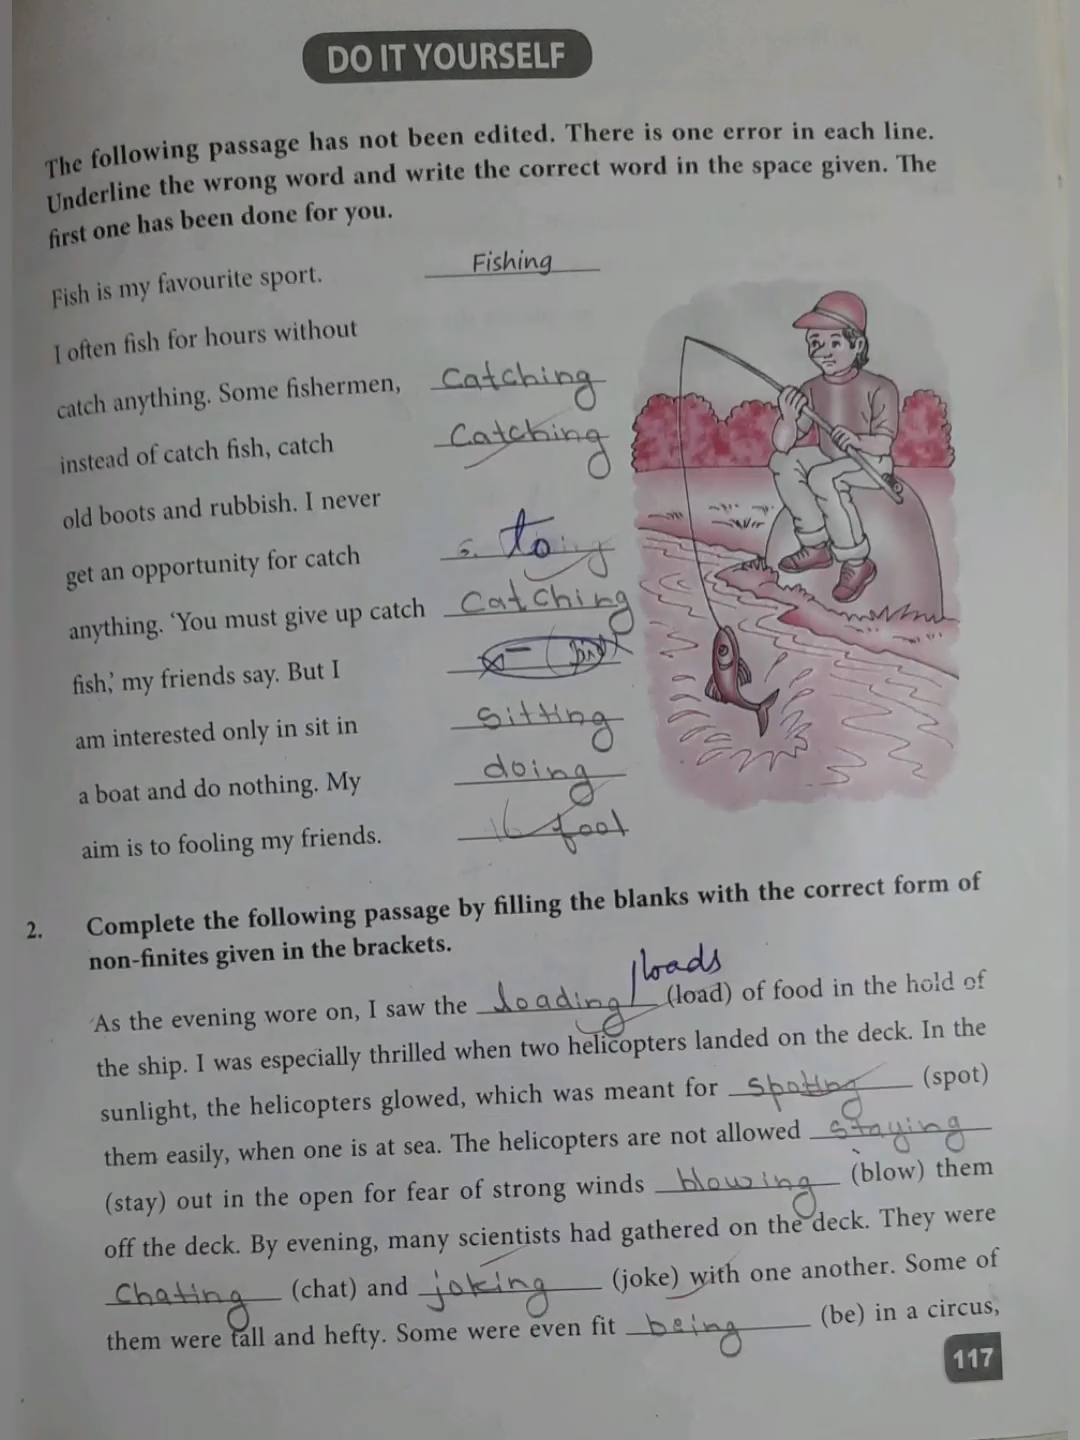 DO IT YOURSELF
The following passage has not been edited. There is one error in each line.
Underline the wrong word and write the correct word in the space given. The
first one has been done for you.
Fish is my favourite sport. Fishing
I often fish for hours without
catch anything. Some fishermen, Catching
instead of catch fish, catch Catching
old boots and rubbish. I never
get an opportunity for catch to
anything. 'You must give up catch Catching
fish,' my friends say. But I
am interested only in sit in sitting
a boat and do nothing. My doing
aim is to fooling my friends. fool
2. Complete the following passage by filling the blanks with the correct form of
non-finites given in the brackets.
loads
As the evening wore on, I saw the loading (load) of food in the hold of
the ship. I was especially thrilled when two helicopters landed on the deck. In the
sunlight, the helicopters glowed, which was meant for spoting (spot)
them easily, when one is at sea. The helicopters are not allowed staying
(stay) out in the open for fear of strong winds blowing (blow) them
off the deck. By evening, many scientists had gathered on the deck. They were
Chating (chat) and joking (joke) with one another. Some of
them were tall and hefty. Some were even fit being (be) in a circus,
117